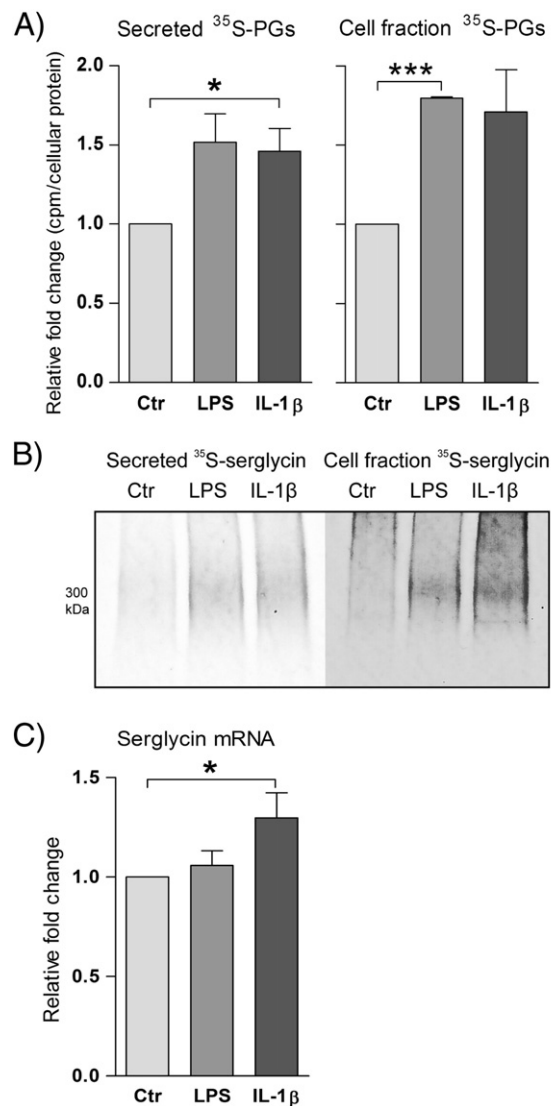 A)
Secreted ³⁵S-PGs
Cell fraction ³⁵S-PGs
Relative fold change (cpm/cellular protein)
2.0
1.5
1.0
0.5
0.0
*
***
Ctr LPS IL-1β
Ctr LPS IL-1β
B)
Secreted ³⁵S-serglycin Cell fraction ³⁵S-serglycin
Ctr LPS IL-1β Ctr LPS IL-1β
300
kDa
C)
Serglycin mRNA
Relative fold change
1.5
1.0
0.5
0.0
*
Ctr LPS IL-1β